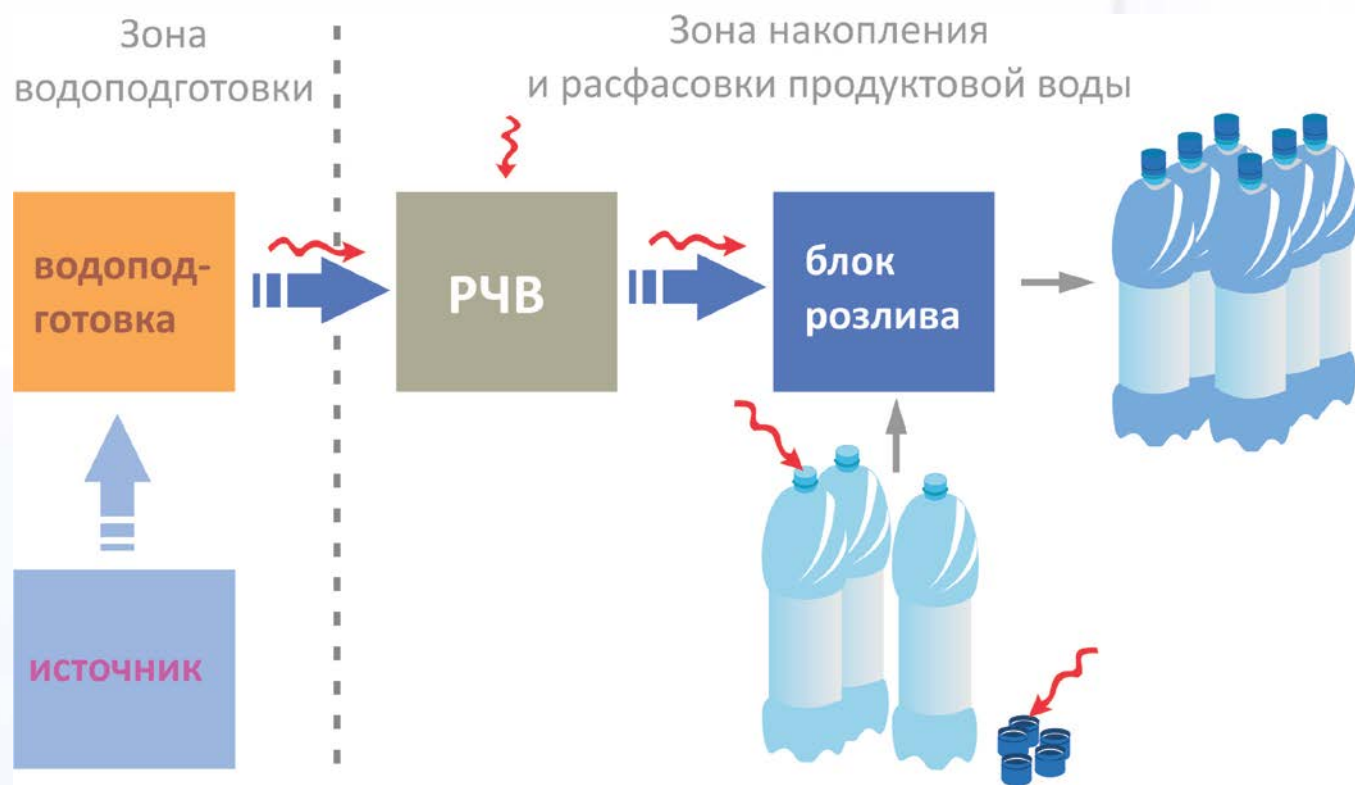 Зона
водоподготовки
Зона накопления
и расфасовки продуктовой воды
водопод-
готовка
РЧВ
блок
розлива
источник